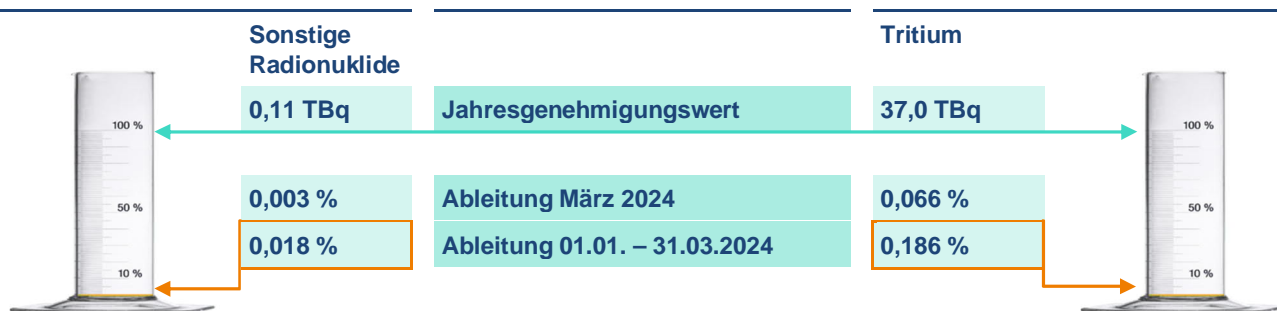 Sonstige
Radionuklide
Tritium
0,11 TBq Jahresgenehmigungswert 37,0 TBq
100 % 100 %
0,003 % Ableitung März 2024 0,066 %
50 % 50 %
0,018 % Ableitung 01.01. – 31.03.2024 0,186 %
10 % 10 %